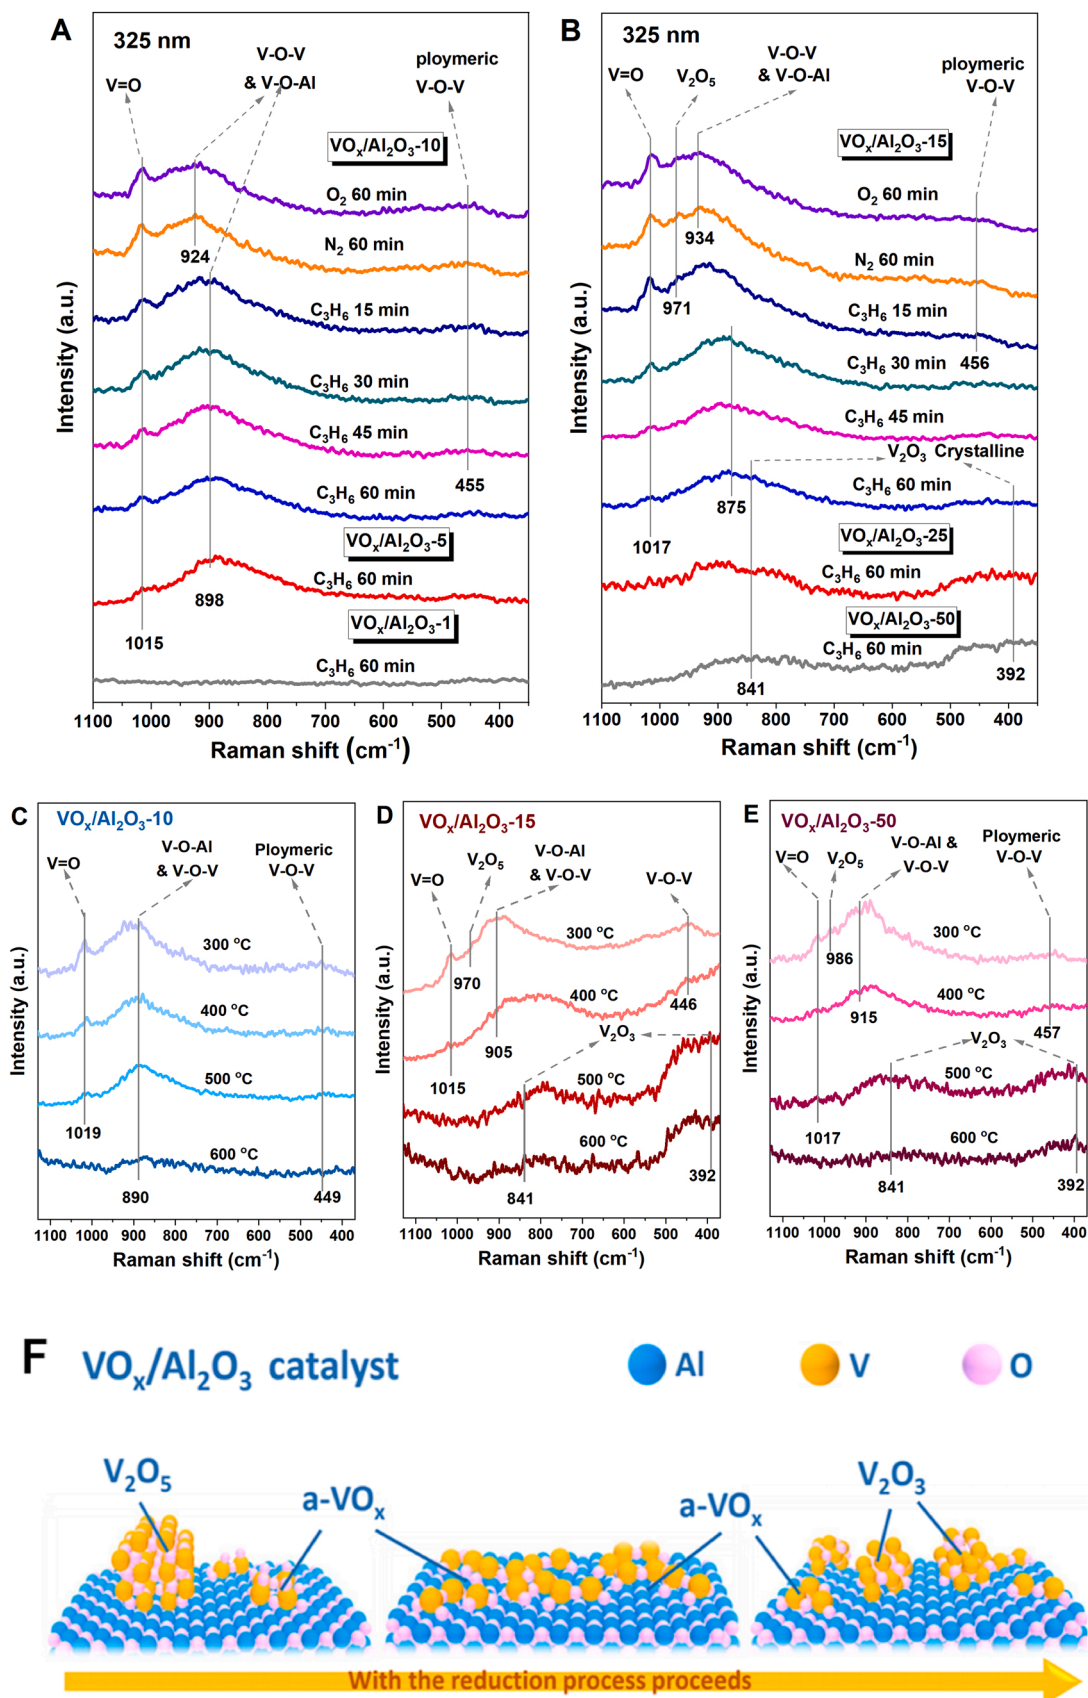 A
325 nm
V-O-V
& V-O-Al
V=O
ploymeric
V-O-V
VOₓ/Al₂O₃-10
O₂ 60 min
N₂ 60 min
924
C₃H₆ 15 min
C₃H₆ 30 min
C₃H₆ 45 min
455
C₃H₆ 60 min
VOₓ/Al₂O₃-5
C₃H₆ 60 min
898
VOₓ/Al₂O₃-1
1015
C₃H₆ 60 min
Intensity (a.u.)
1100 1000 900 800 700 600 500 400
Raman shift (cm⁻¹)
B
325 nm
V-O-V
& V-O-Al
V=O
V₂O₅
ploymeric
V-O-V
VOₓ/Al₂O₃-15
O₂ 60 min
934
N₂ 60 min
971
C₃H₆ 15 min
C₃H₆ 30 min
456
C₃H₆ 45 min
V₂O₃ Crystalline
C₃H₆ 60 min
875
1017
VOₓ/Al₂O₃-25
C₃H₆ 60 min
VOₓ/Al₂O₃-50
C₃H₆ 60 min
841
392
Intensity (a.u.)
1100 1000 900 800 700 600 500 400
Raman shift (cm⁻¹)
C
VOₓ/Al₂O₃-10
V=O
V-O-Al
& V-O-V
Ploymeric
V-O-V
300 °C
400 °C
500 °C
1019
600 °C
890
449
Intensity (a.u.)
1100 1000 900 800 700 600 500 400
Raman shift (cm⁻¹)
D
VOₓ/Al₂O₃-15
V=O
V₂O₅
V-O-Al
& V-O-V
V-O-V
300 °C
970
400 °C
446
V₂O₃
905
1015
500 °C
600 °C
841
392
Intensity (a.u.)
1100 1000 900 800 700 600 500 400
Raman shift (cm⁻¹)
E
VOₓ/Al₂O₃-50
V=O
V₂O₅
V-O-Al &
V-O-V
Ploymeric
V-O-V
300 °C
986
400 °C
915
457
V₂O₃
500 °C
1017
600 °C
841
392
Intensity (a.u.)
1100 1000 900 800 700 600 500 400
Raman shift (cm⁻¹)
F
VOₓ/Al₂O₃ catalyst
Al
V
O
V₂O₅
a-VOₓ
a-VOₓ
V₂O₃
With the reduction process proceeds